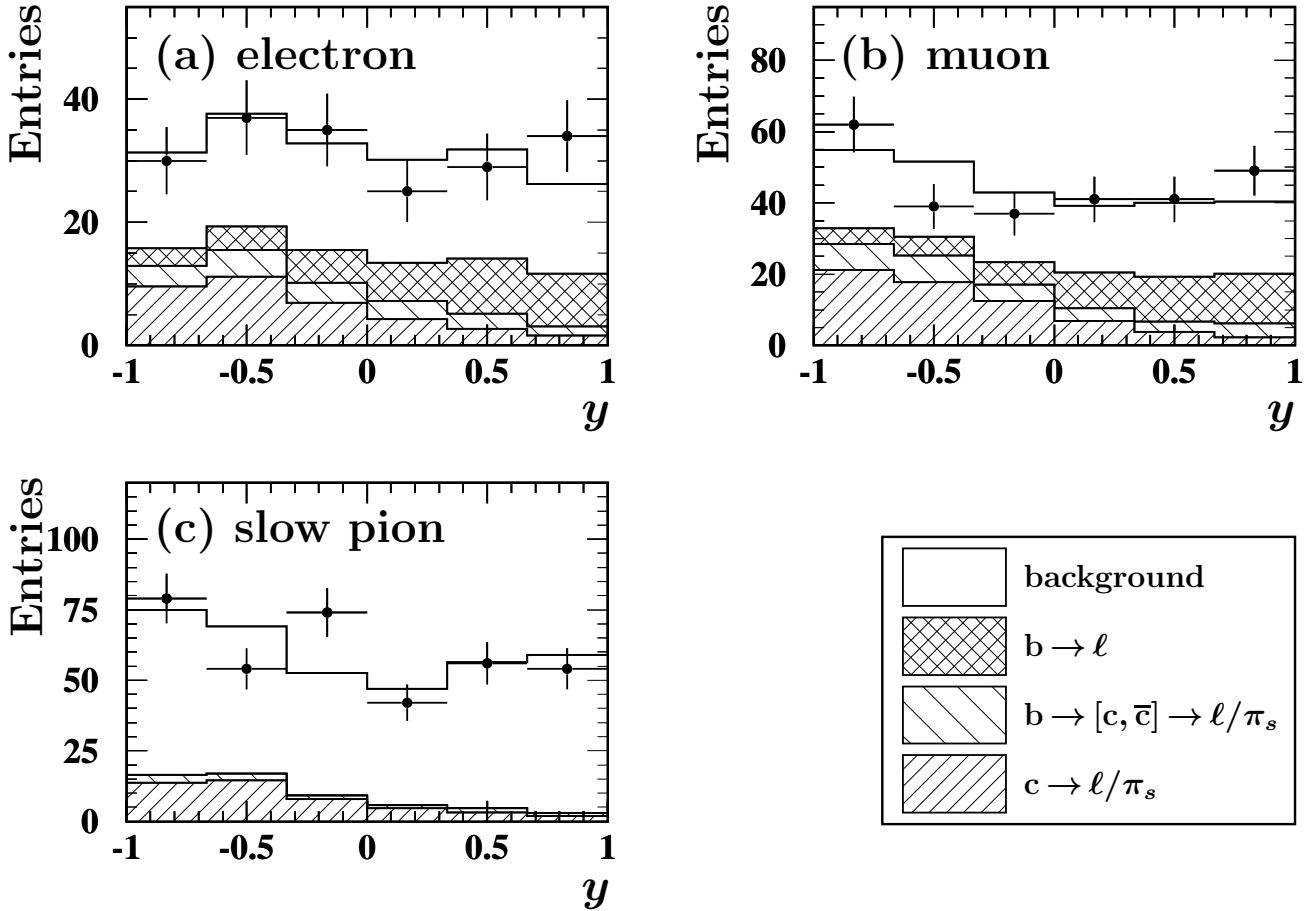 (a) electron
Entries
40
20
0
-1 -0.5 0 0.5 1
y
(b) muon
Entries
80
60
40
20
0
-1 -0.5 0 0.5 1
y
(c) slow pion
Entries
100
75
50
25
0
-1 -0.5 0 0.5 1
y
background
b → ℓ
b → [c, c̅] → ℓ/πₛ
c → ℓ/πₛ